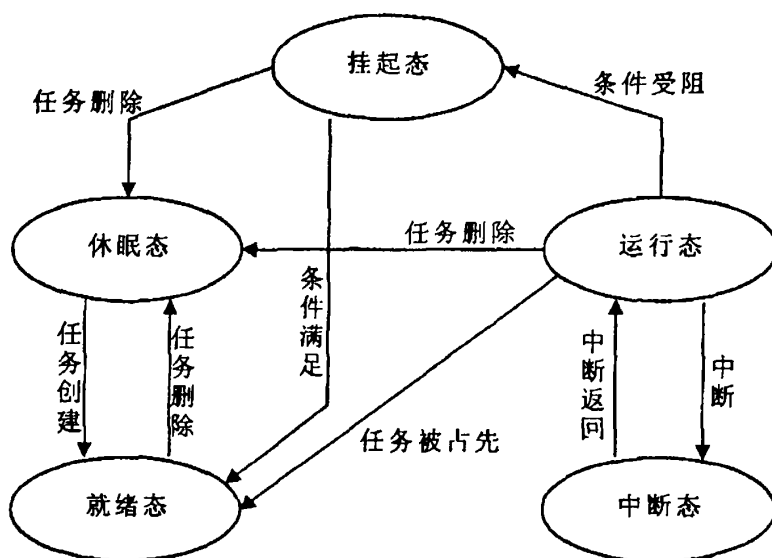 挂起态
任务删除
条件受阻
休眠态
任务删除
运行态
条件满足
任务创建
任务删除
中断返回
中断
任务被占先
就绪态
中断态